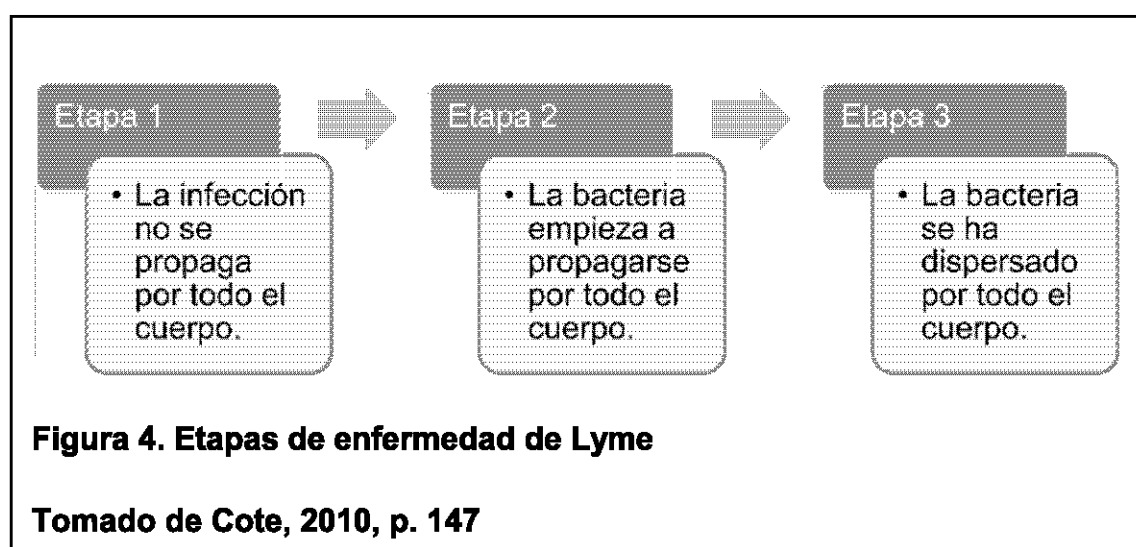 Etapa 1
• La infección
no se
propaga
por todo el
cuerpo.
Etapa 2
• La bacteria
empieza a
propagarse
por todo el
cuerpo.
Etapa 3
• La bacteria
se ha
dispersado
por todo el
cuerpo.
Figura 4. Etapas de enfermedad de Lyme
Tomado de Cote, 2010, p. 147